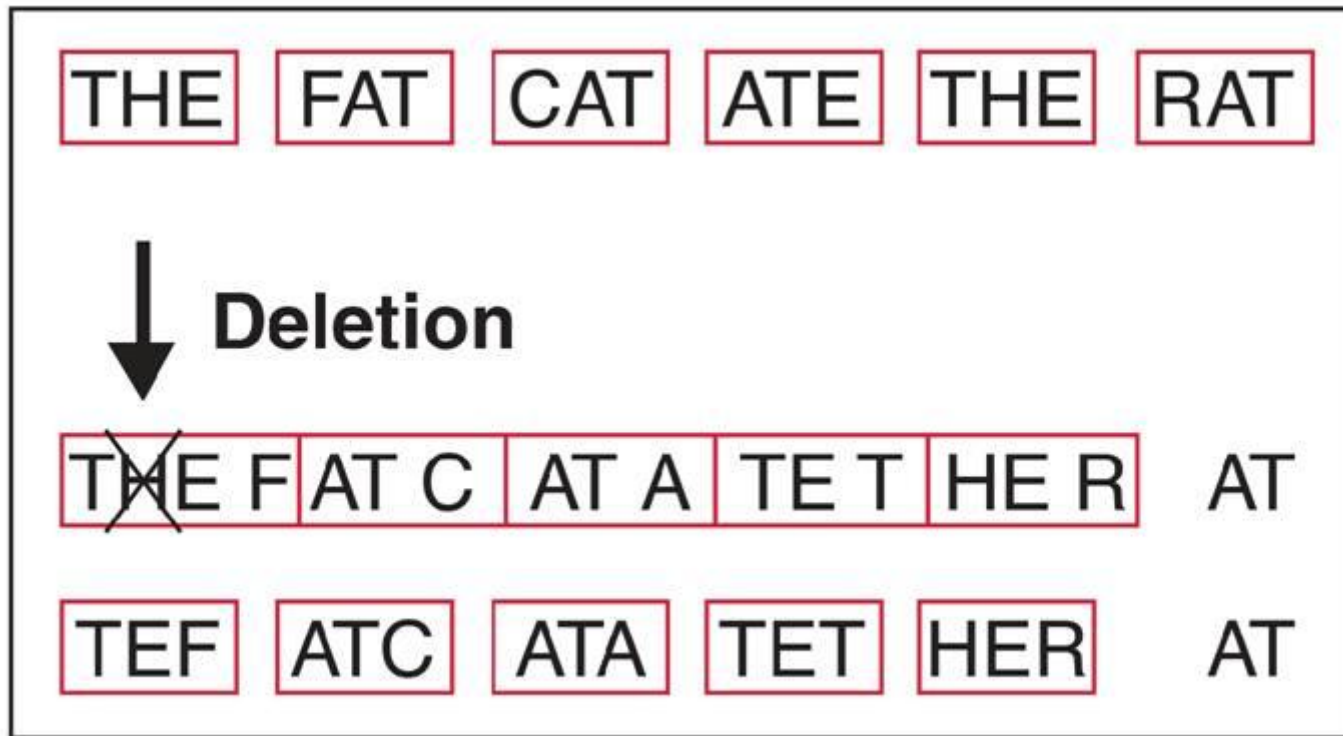 THE FAT CAT ATE THE RAT
Deletion
THE F AT C AT A TE T HE R AT
TEF ATC ATA TET HER AT